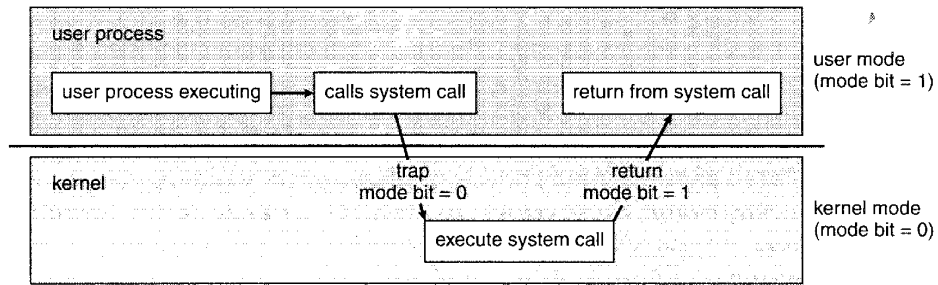 user process
user process executing
calls system call
return from system call
user mode
(mode bit = 1)
trap
mode bit = 0
return
mode bit = 1
kernel
execute system call
kernel mode
(mode bit = 0)